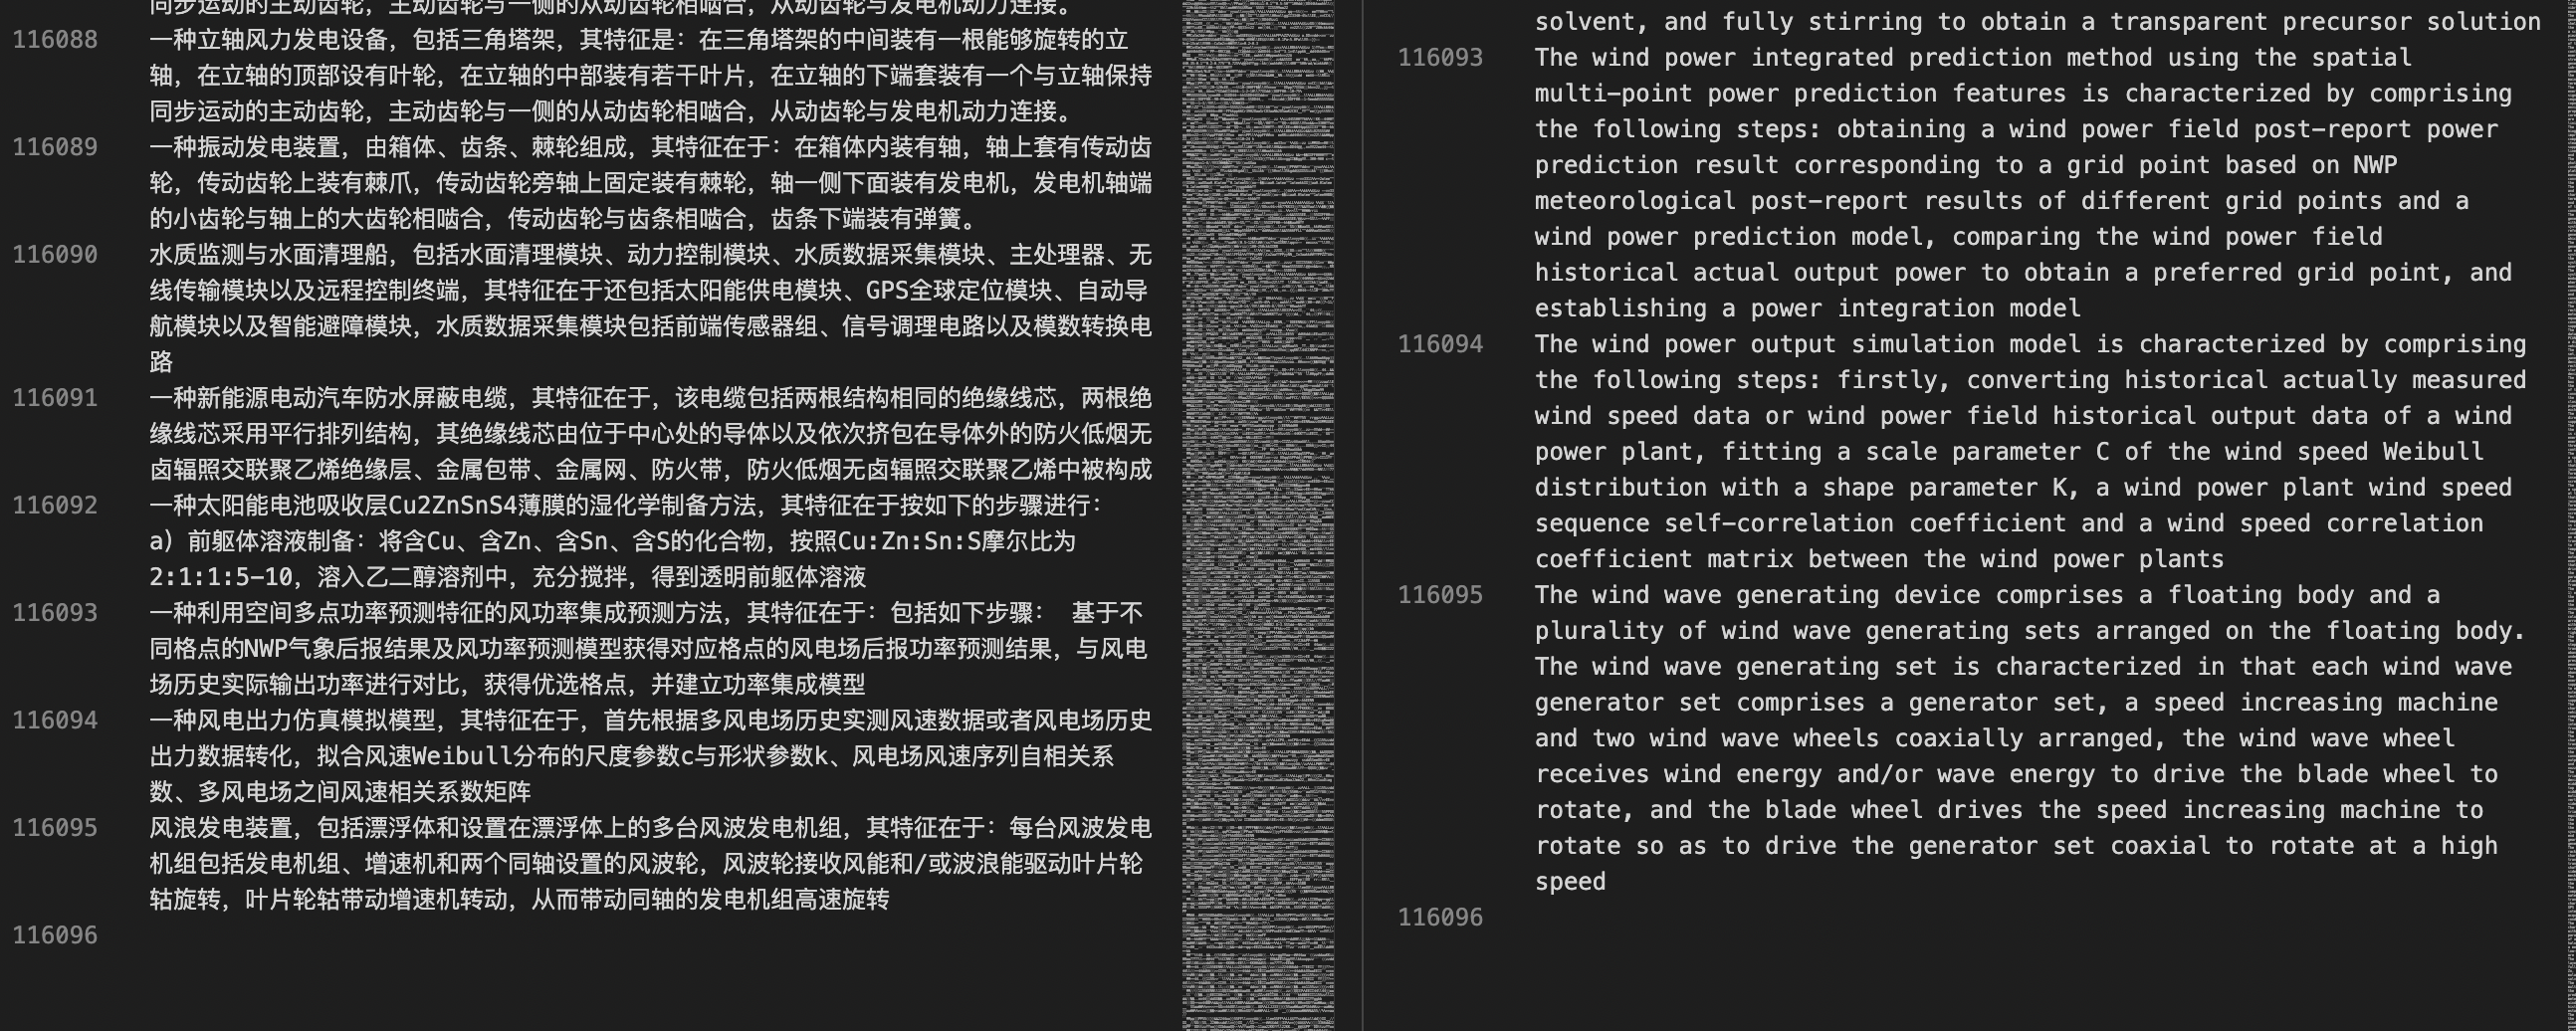 同步运动的主动齿轮，主动齿轮与一侧的从动齿轮相啮合，从动齿轮与发电机动力连接。
116088 一种立轴风力发电设备，包括三角塔架，其特征是：在三角塔架的中间装有一根能够旋转的立
轴，在立轴的顶部设有叶轮，在立轴的中部装有若干叶片，在立轴的下端套装有一个与立轴保持
同步运动的主动齿轮，主动齿轮与一侧的从动齿轮相啮合，从动齿轮与发电机动力连接。
116089 一种振动发电装置，由箱体、齿条、棘轮组成，其特征在于：在箱体内装有轴，轴上套有传动齿
轮，传动齿轮上装有棘爪，传动齿轮旁轴上固定装有棘轮，轴一侧下面装有发电机，发电机轴端
的小齿轮与轴上的大齿轮相啮合，传动齿轮与齿条相啮合，齿条下端装有弹簧。
116090 水质监测与水面清理船，包括水面清理模块、动力控制模块、水质数据采集模块、主处理器、无
线传输模块以及远程控制终端，其特征在于还包括太阳能供电模块、GPS全球定位模块、自动导
航模块以及智能避障模块，水质数据采集模块包括前端传感器组、信号调理电路以及模数转换电
路
116091 一种新能源电动汽车防水屏蔽电缆，其特征在于，该电缆包括两根结构相同的绝缘线芯，两根绝
缘线芯采用平行排列结构，其绝缘线芯由位于中心处的导体以及依次挤包在导体外的防火低烟无
卤辐照交联聚乙烯绝缘层、金属包带、金属网、防火带，防火低烟无卤辐照交联聚乙烯中被构成
116092 一种太阳能电池吸收层Cu2ZnSnS4薄膜的湿化学制备方法，其特征在于按如下的步骤进行：
a）前躯体溶液制备：将含Cu、含Zn、含Sn、含S的化合物，按照Cu:Zn:Sn:S摩尔比为
2:1:1:5-10，溶入乙二醇溶剂中，充分搅拌，得到透明前躯体溶液
116093 一种利用空间多点功率预测特征的风功率集成预测方法，其特征在于：包括如下步骤： 基于不
同格点的NWP气象后报结果及风功率预测模型获得对应格点的风电场后报功率预测结果，与风电
场历史实际输出功率进行对比，获得优选格点，并建立功率集成模型
116094 一种风电出力仿真模拟模型，其特征在于，首先根据多风电场历史实测风速数据或者风电场历史
出力数据转化，拟合风速Weibull分布的尺度参数c与形状参数k、风电场风速序列自相关系
数、多风电场之间风速相关系数矩阵
116095 风浪发电装置，包括漂浮体和设置在漂浮体上的多台风波发电机组，其特征在于：每台风波发电
机组包括发电机组、增速机和两个同轴设置的风波轮，风波轮接收风能和/或波浪能驱动叶片轮
轱旋转，叶片轮轱带动增速机转动，从而带动同轴的发电机组高速旋转
116096
solvent, and fully stirring to obtain a transparent precursor solution
116093 The wind power integrated prediction method using the spatial
multi-point power prediction features is characterized by comprising
the following steps: obtaining a wind power field post-report power
prediction result corresponding to a grid point based on NWP
meteorological post-report results of different grid points and a
wind power prediction model, comparing the wind power field
historical actual output power to obtain a preferred grid point, and
establishing a power integration model
116094 The wind power output simulation model is characterized by comprising
the following steps: firstly, converting historical actually measured
wind speed data or wind power field historical output data of a wind
power plant, fitting a scale parameter C of the wind speed Weibull
distribution with a shape parameter K, a wind power plant wind speed
sequence self-correlation coefficient and a wind speed correlation
coefficient matrix between the wind power plants
116095 The wind wave generating device comprises a floating body and a
plurality of wind wave generating sets arranged on the floating body.
The wind wave generating set is characterized in that each wind wave
generator set comprises a generator set, a speed increasing machine
and two wind wave wheels coaxially arranged, the wind wave wheel
receives wind energy and/or wave energy to drive the blade wheel to
rotate, and the blade wheel drives the speed increasing machine to
rotate so as to drive the generator set coaxial to rotate at a high
speed
116096